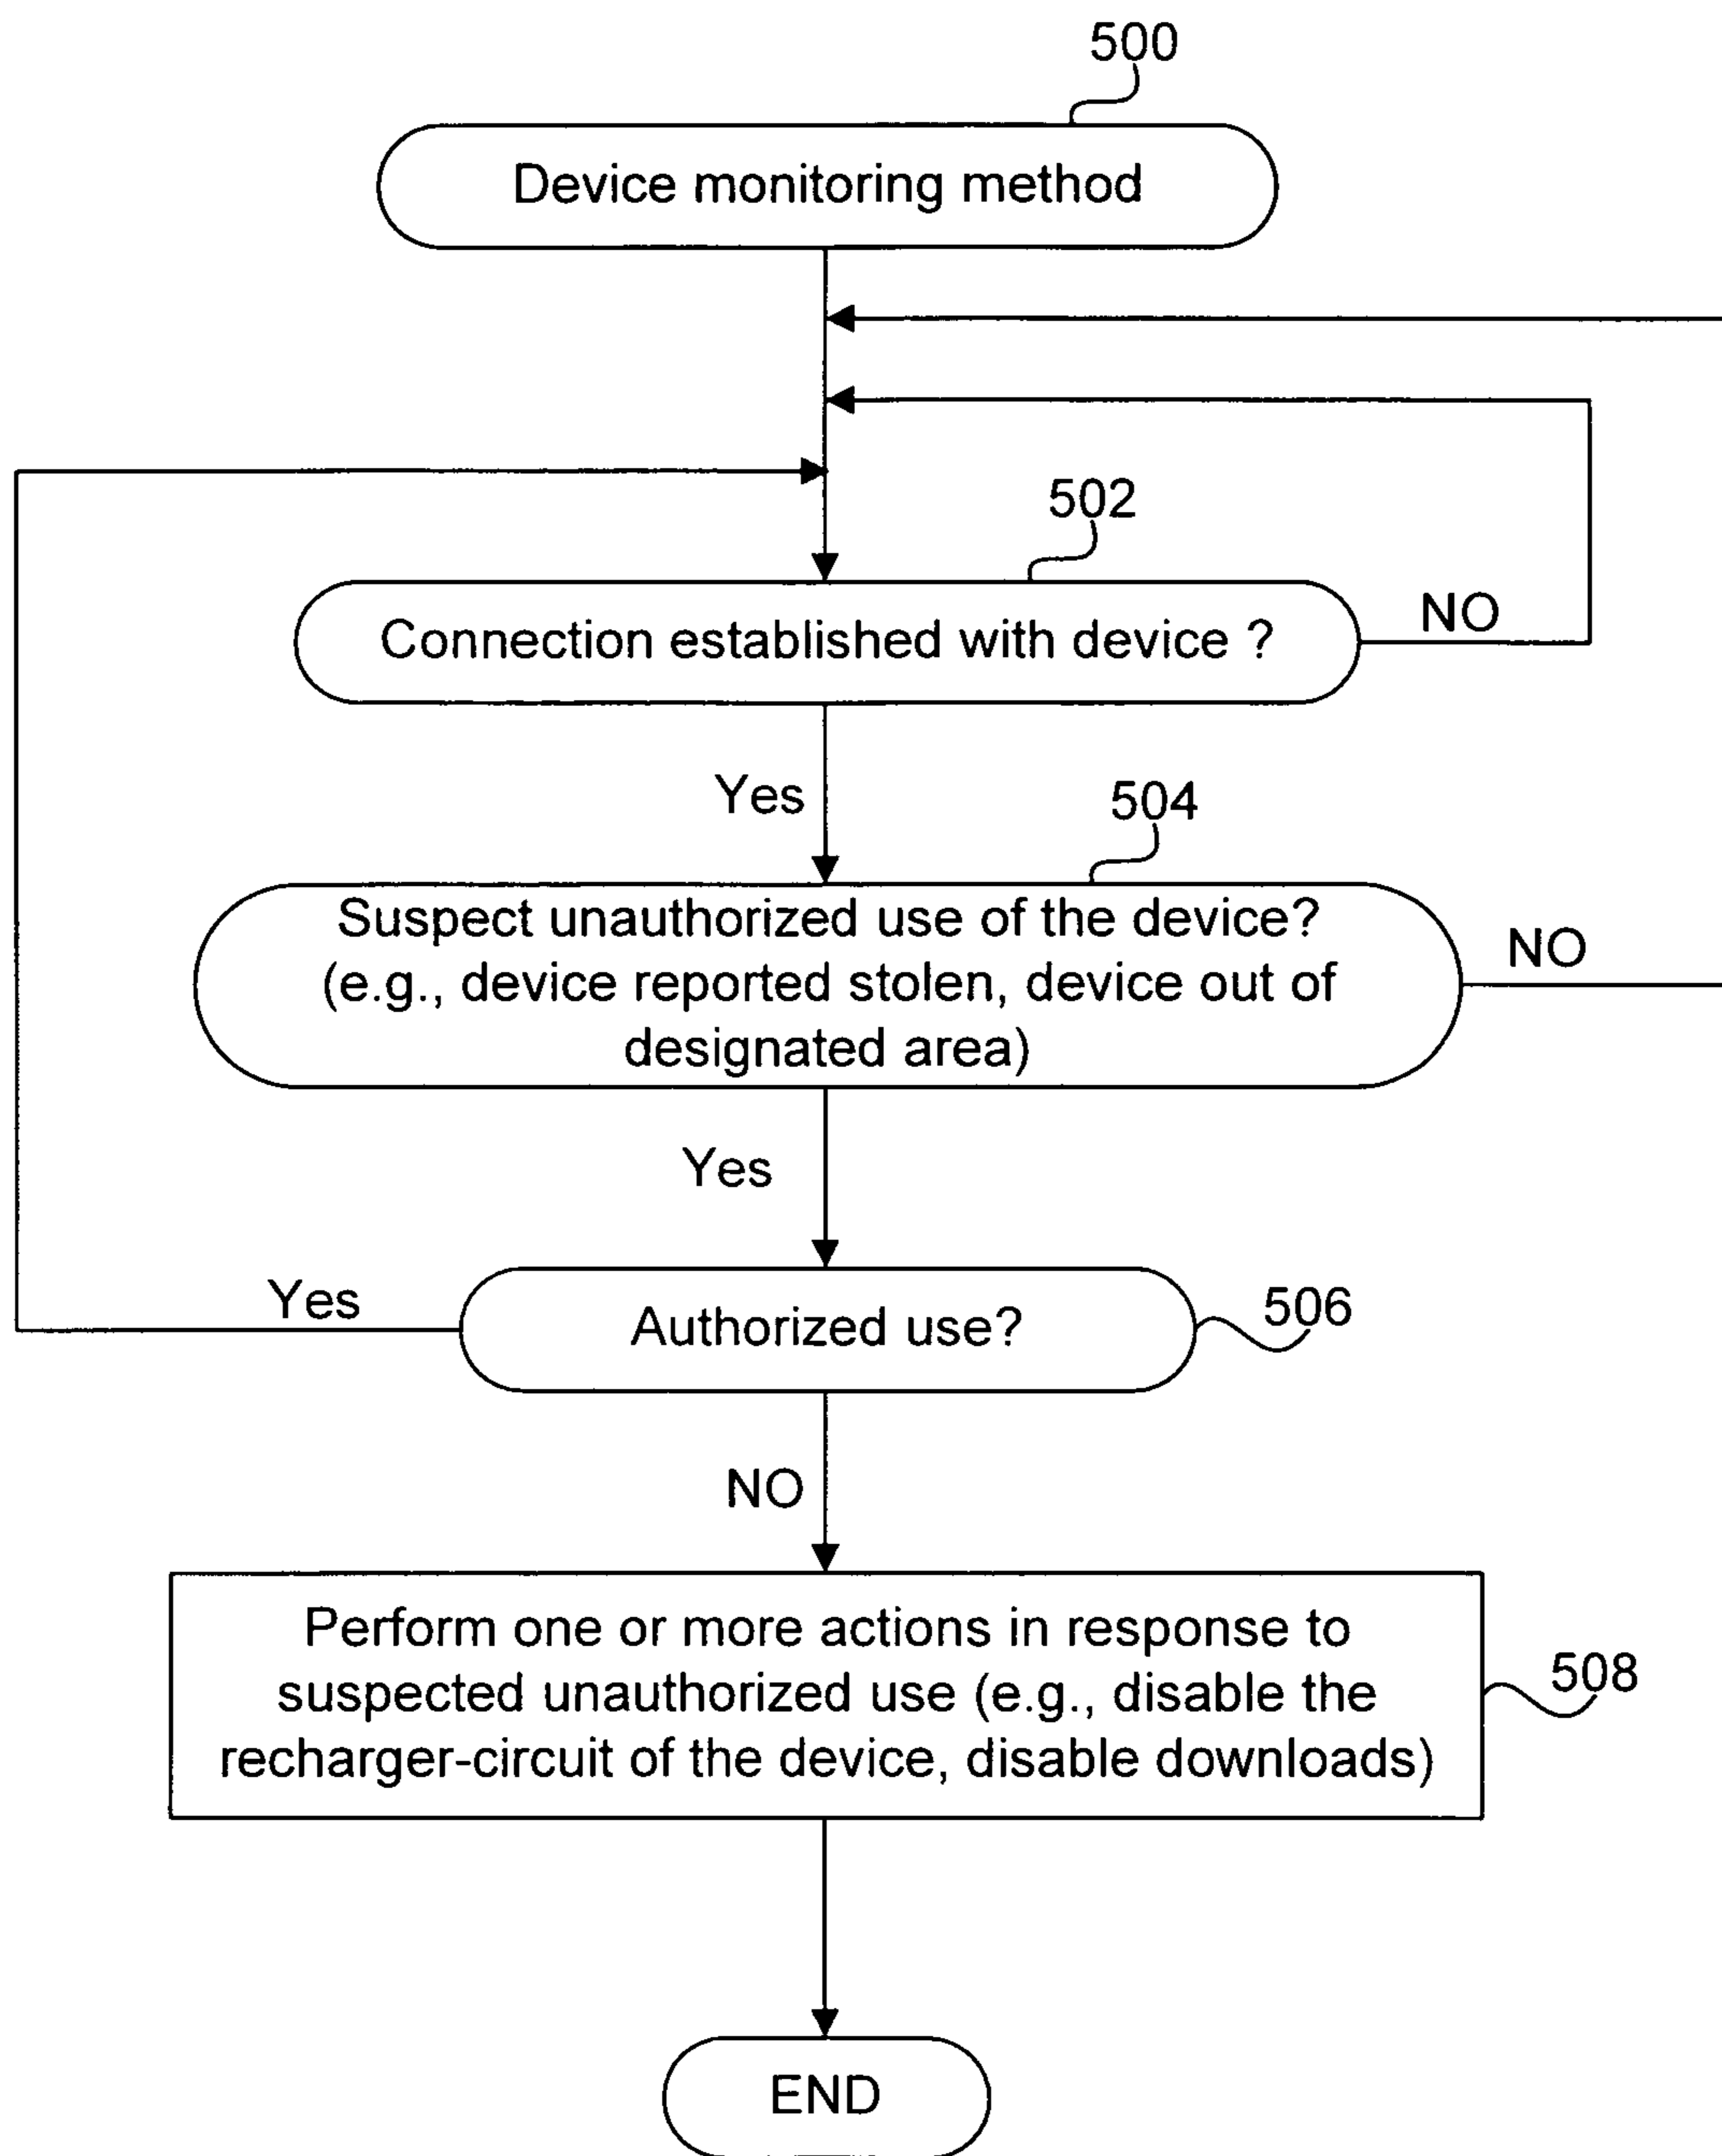 500
Device monitoring method
502
Connection established with device ?
NO
Yes
504
Suspect unauthorized use of the device?
(e.g., device reported stolen, device out of
designated area)
NO
Yes
Authorized use?
506
Yes
NO
Perform one or more actions in response to
suspected unauthorized use (e.g., disable the
recharger-circuit of the device, disable downloads)
508
END